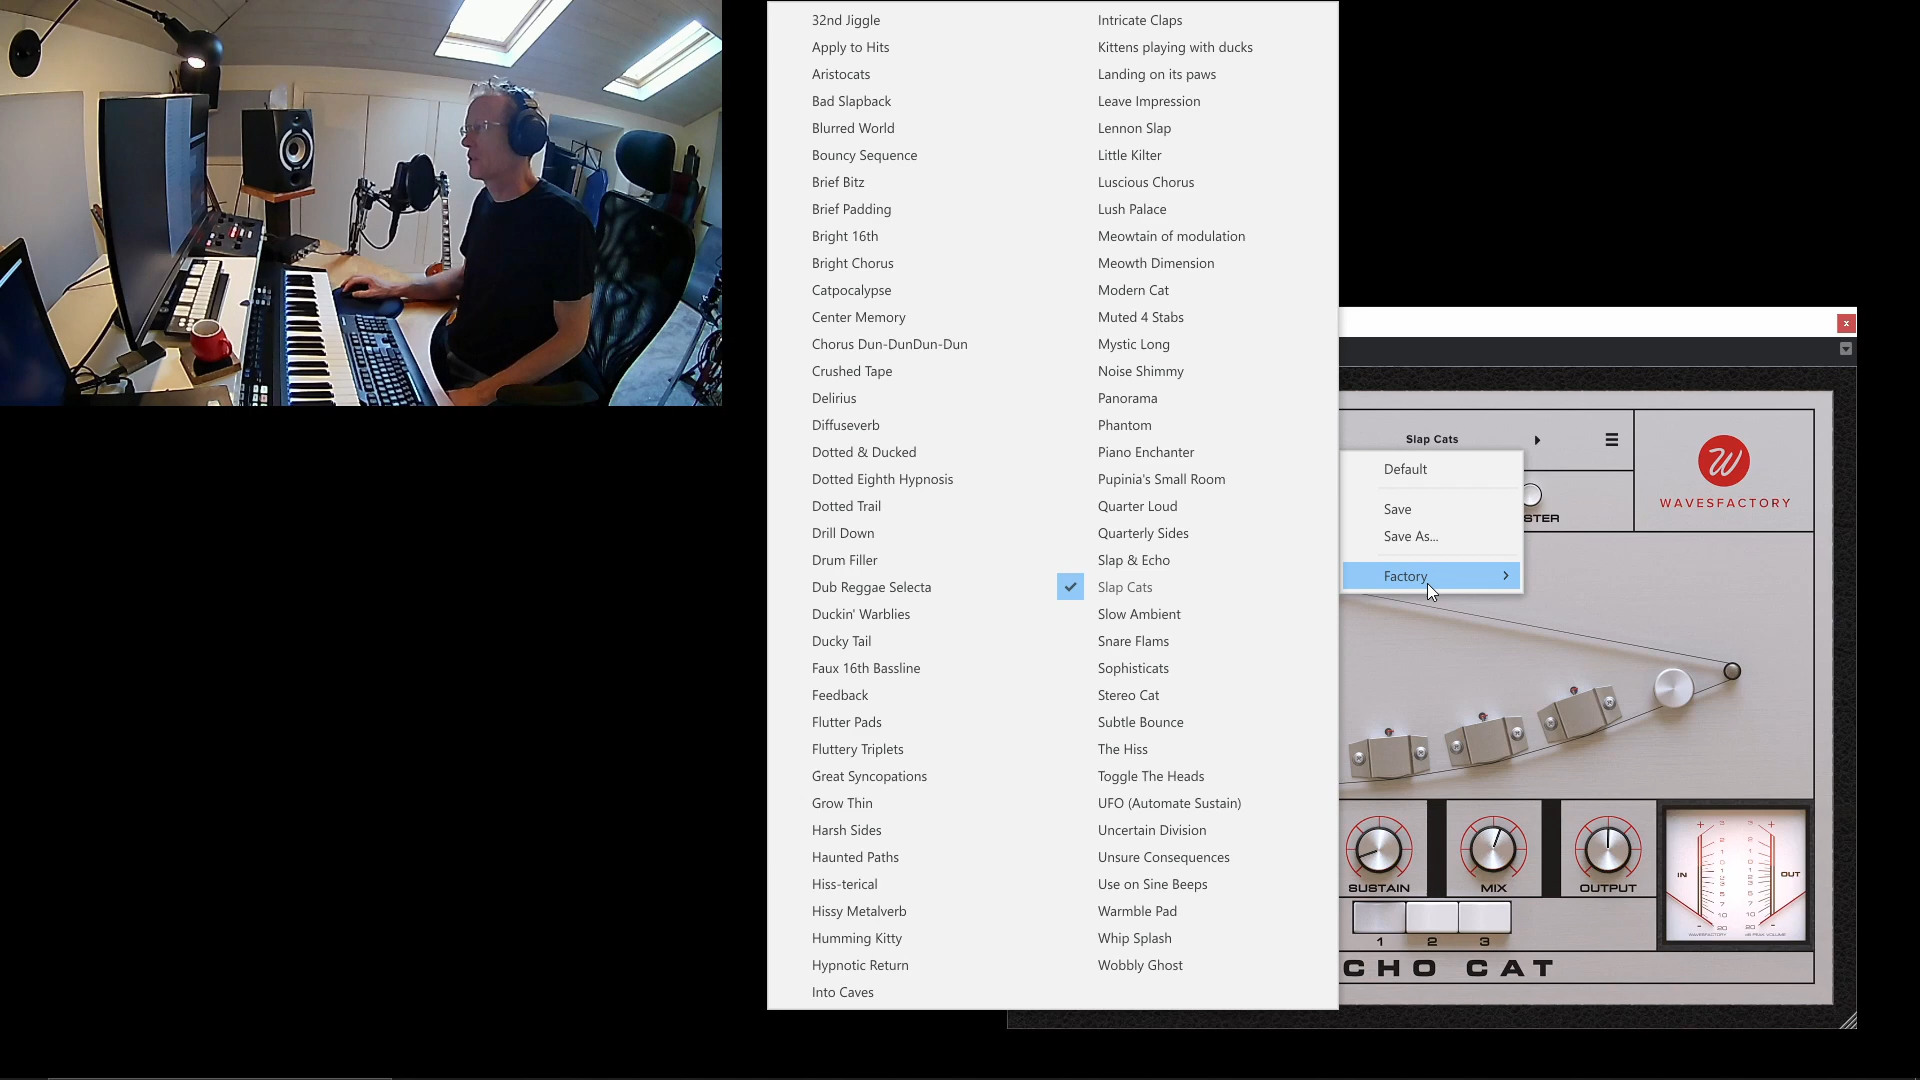 32nd Jiggle
Apply to Hits
Aristocats
Bad Slapback
Blurred World
Bouncy Sequence
Brief Bitz
Brief Padding
Bright 16th
Bright Chorus
Catpocalypse
Center Memory
Chorus Dun-DunDun-Dun
Crushed Tape
Delirius
Diffuseverb
Dotted & Ducked
Dotted Eighth Hypnosis
Dotted Trail
Drill Down
Drum Filler
Dub Reggae Selecta
Duckin' Warblies
Ducky Tail
Faux 16th Bassline
Feedback
Flutter Pads
Fluttery Triplets
Great Syncopations
Grow Thin
Harsh Sides
Haunted Paths
Hiss-terical
Hissy Metalverb
Humming Kitty
Hypnotic Return
Into Caves
Intricate Claps
Kittens playing with ducks
Landing on its paws
Leave Impression
Lennon Slap
Little Kilter
Luscious Chorus
Lush Palace
Meowtain of modulation
Meowth Dimension
Modern Cat
Muted 4 Stabs
Mystic Long
Noise Shimmy
Panorama
Phantom
Piano Enchanter
Pupinia's Small Room
Quarter Loud
Quarterly Sides
Slap & Echo
Slap Cats
Slow Ambient
Snare Flams
Sophisticats
Stereo Cat
Subtle Bounce
The Hiss
Toggle The Heads
UFO (Automate Sustain)
Uncertain Division
Unsure Consequences
Use on Sine Beeps
Warmble Pad
Whip Splash
Wobbly Ghost
Slap Cats
Default
Save
Save As...
Factory
STER
W
WAVESFACTORY
SUSTAIN
MIX
OUTPUT
1 2 3
IN
OUT
CHO CAT